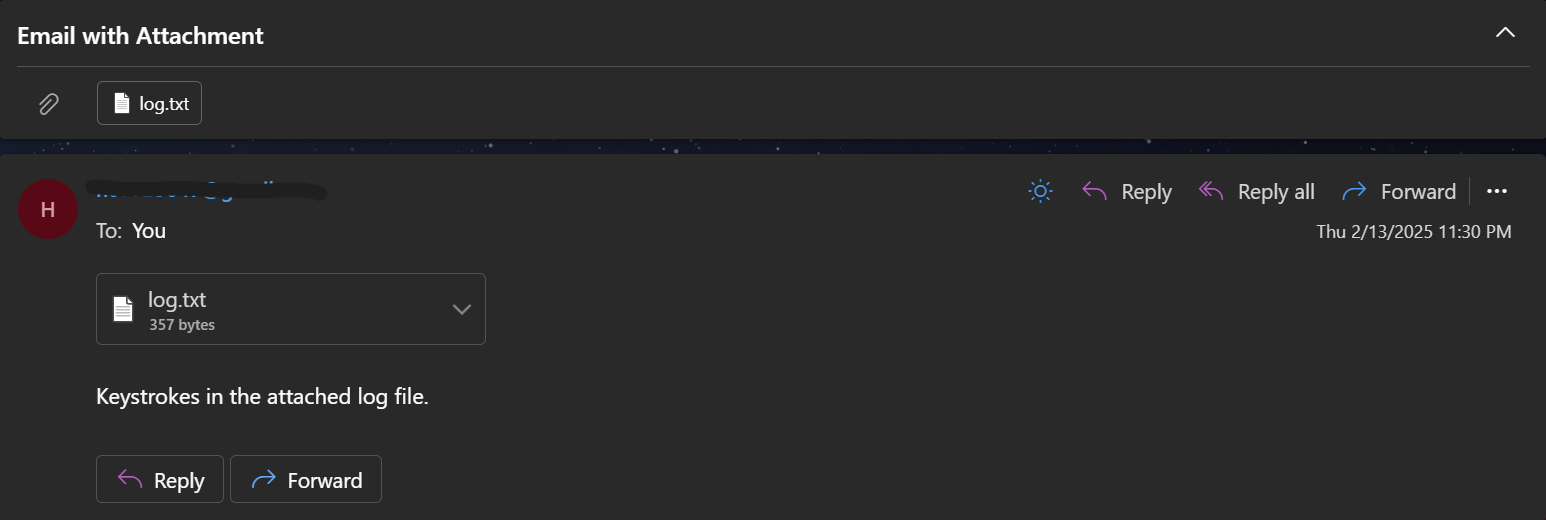 Email with Attachment
log.txt
H
Reply
Reply all
Forward
To: You
Thu 2/13/2025 11:30 PM
log.txt
357 bytes
Keystrokes in the attached log file.
Reply
Forward